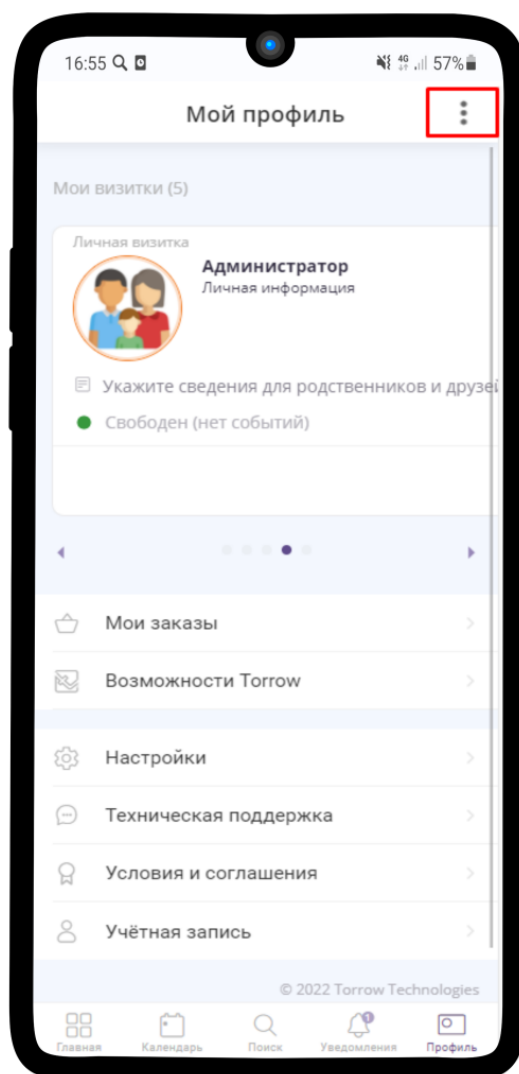 16:55
4G
57%
Мой профиль
Мои визитки (5)
Личная визитка
Администратор
Личная информация
Укажите сведения для родственников и друзей
Свободен (нет событий)
Мои заказы
Возможности Torrow
Настройки
Техническая поддержка
Условия и соглашения
Учётная запись
© 2022 Torrow Technologies
1
Главная Календарь Поиск Уведомления Профиль